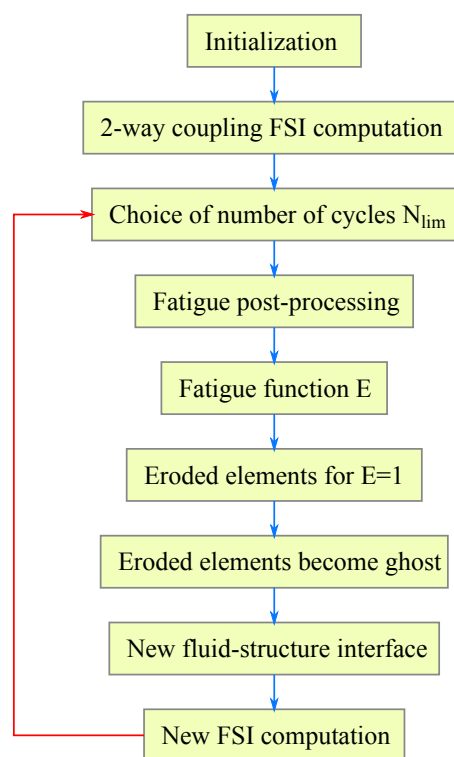 Initialization
2-way coupling FSI computation
Choice of number of cycles N_lim
Fatigue post-processing
Fatigue function E
Eroded elements for E=1
Eroded elements become ghost
New fluid-structure interface
New FSI computation